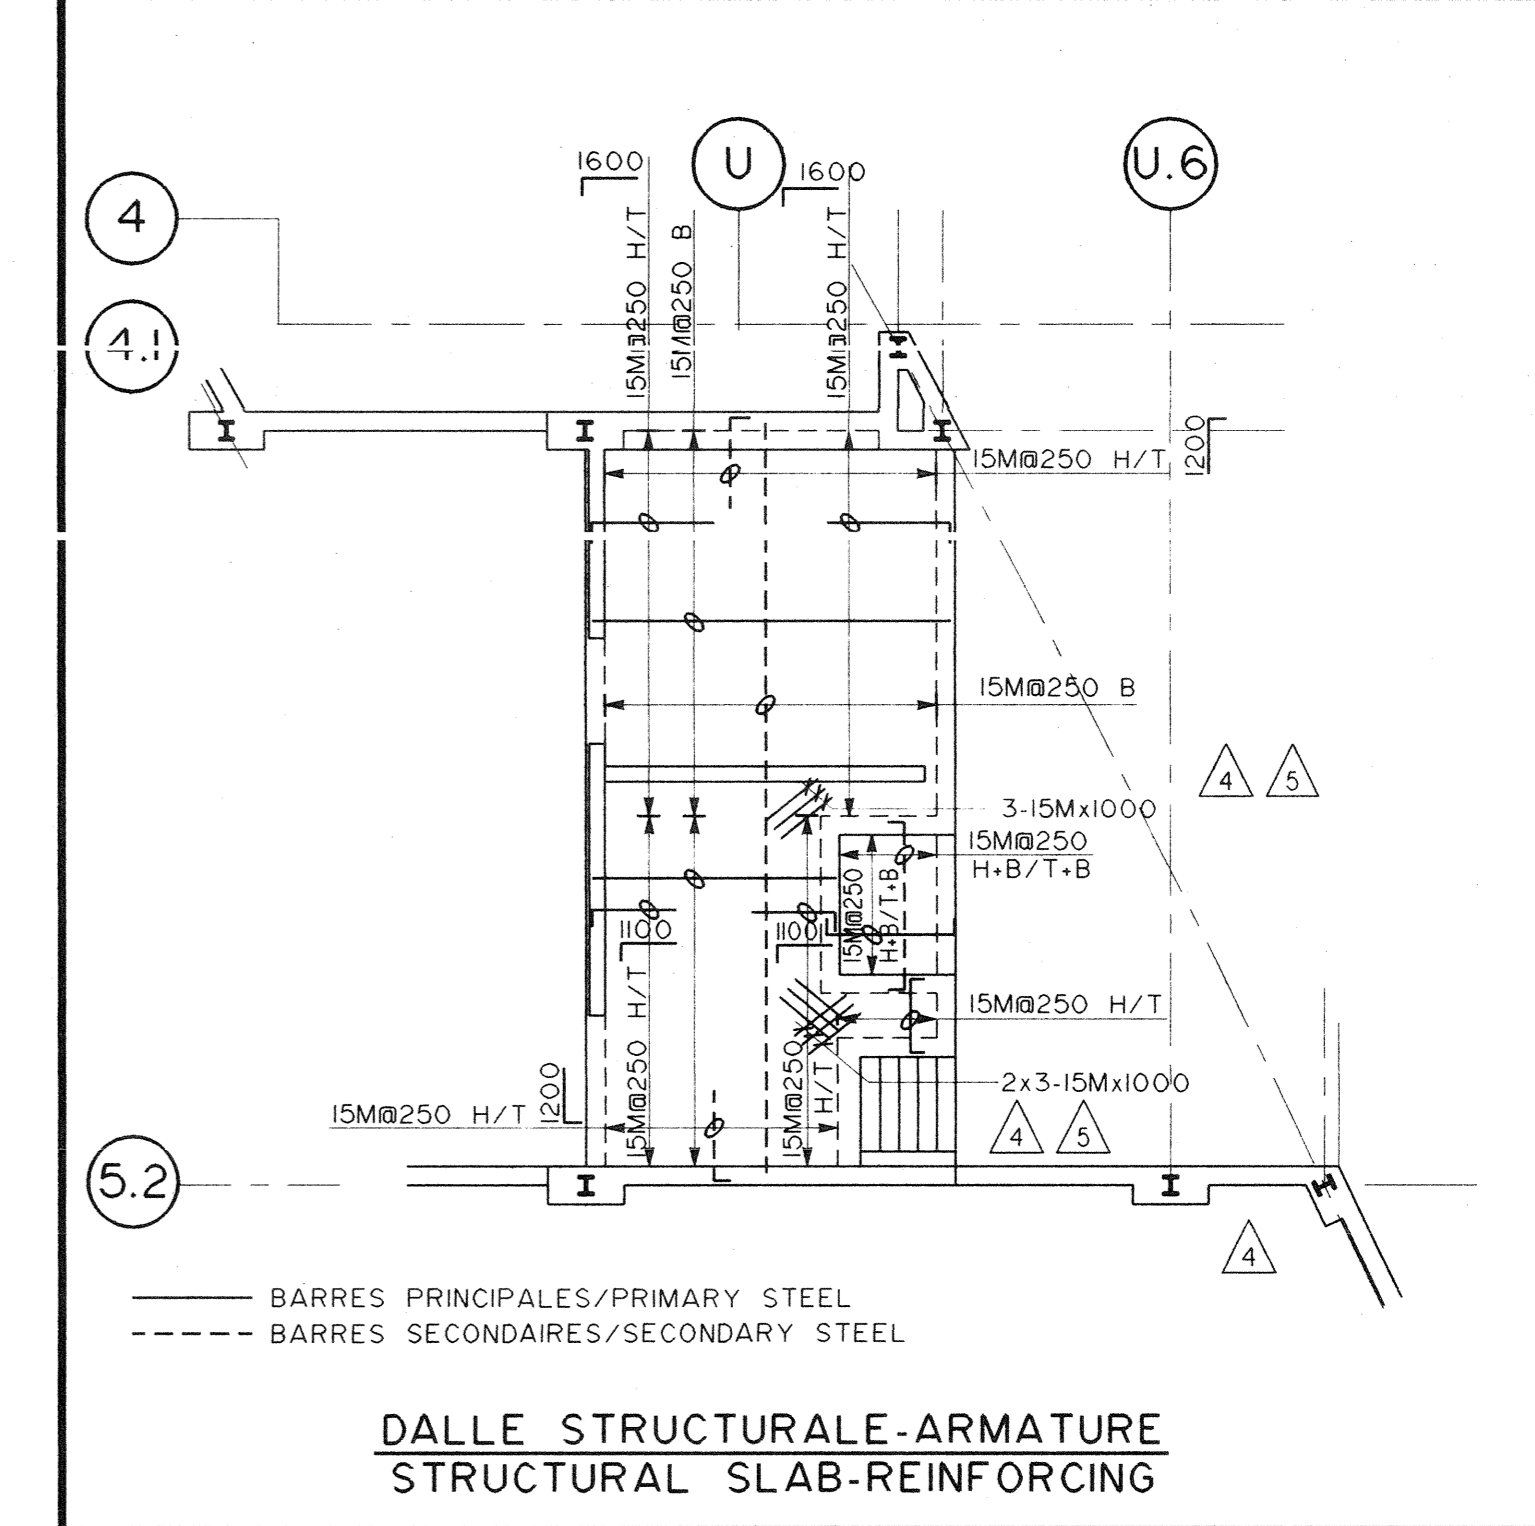 U
U.6
4
4.1
5.2
1600
1600
15M@250 H/T
15M@250 B
15M@250 H/T
15M@250 H/T
1200
15M@250 B
4
5
3-15Mx1000
15M@250
H+B/T+B
15M@250
H+B/T+B
1100
1100
15M@250 H/T
15M@250 H/T
15M@250
H/T
2x3-15Mx1000
4
5
15M@250 H/T
1200
4
BARRES PRINCIPALES/PRIMARY STEEL
BARRES SECONDAIRES/SECONDARY STEEL
DALLE STRUCTURALE-ARMATURE
STRUCTURAL SLAB-REINFORCING